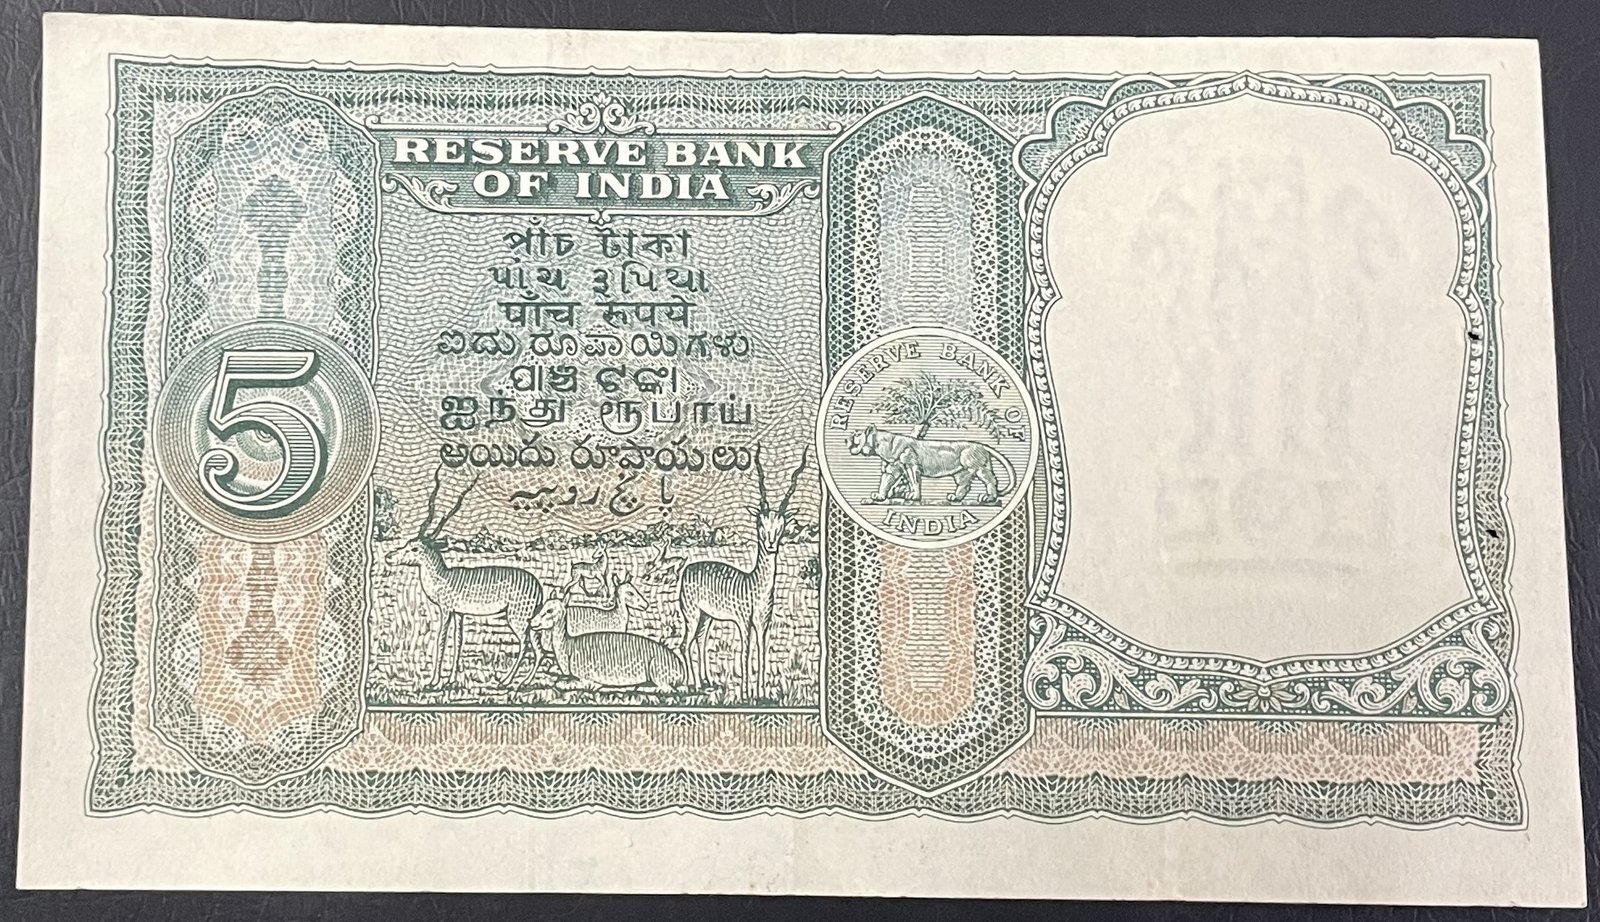 RESERVE BANK
OF INDIA
পাঁচ টাকা
પાંચ રૂપિયા
पाँच रुपये
ಐದು ರೂಪಾಯಿಗಳು
ପାଞ୍ଚ ଟଙ୍କା
ஐந்து ரூபாய்
అయిదు రూపాయలు
پانچ روپیہ
5
RESERVE BANK OF
INDIA